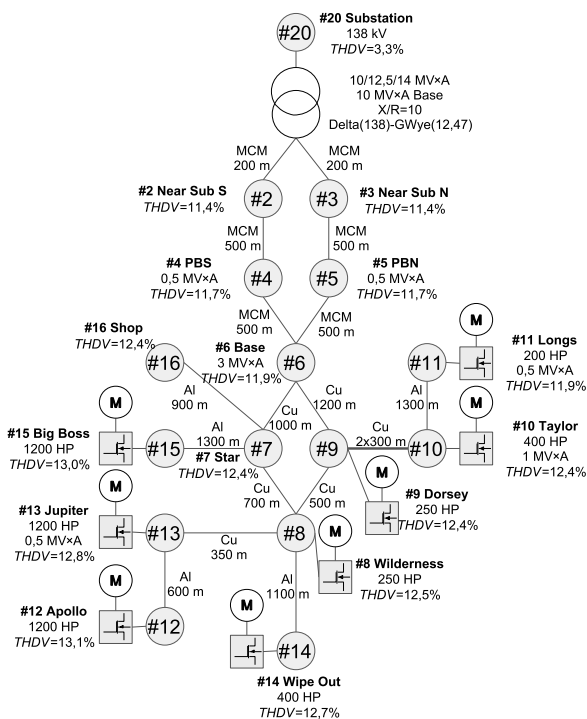 #20 Substation
138 kV
THDV=3,3%
#20
10/12,5/14 MV×A
10 MV×A Base
X/R=10
Delta(138)-GWye(12,47)
MCM
200 m
MCM
200 m
#2 Near Sub S
THDV=11,4%
#2
#3
#3 Near Sub N
THDV=11,4%
MCM
500 m
MCM
500 m
#4 PBS
0,5 MV×A
THDV=11,7%
#4
#5
#5 PBN
0,5 MV×A
THDV=11,7%
MCM
500 m
MCM
500 m
#16 Shop
THDV=12,4%
#16
#6 Base
3 MV×A
THDV=11,9%
#6
M
#11
#11 Longs
200 HP
0,5 MV×A
THDV=11,9%
Al
900 m
Cu
1000 m
Cu
1200 m
Al
1300 m
M
#15 Big Boss
1200 HP
THDV=13,0%
M
#15
Al
1300 m
#7
#7 Star
THDV=12,4%
#9
Cu
2x300 m
#10
#10 Taylor
400 HP
1 MV×A
THDV=12,4%
M
#9 Dorsey
250 HP
THDV=12,4%
Cu
700 m
Cu
500 m
M
#13 Jupiter
1200 HP
0,5 MV×A
THDV=12,8%
#13
Cu
350 m
#8
M
#8 Wilderness
250 HP
THDV=12,5%
Al
600 m
Al
1100 m
M
#12 Apollo
1200 HP
THDV=13,1%
#12
M
#14
#14 Wipe Out
400 HP
THDV=12,7%